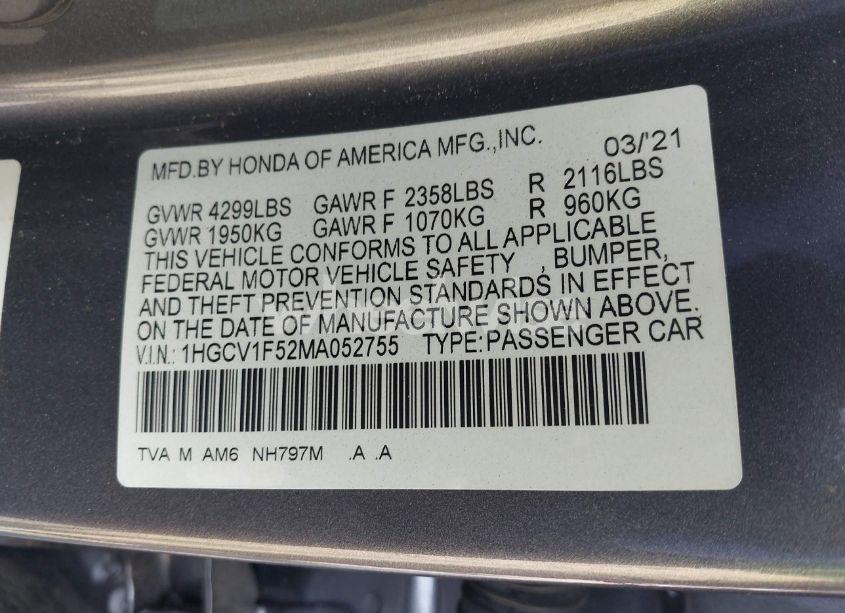 MFD.BY HONDA OF AMERICA MFG.,INC. 03/'21
GVWR 4299LBS GAWR F 2358LBS R 2116LBS
GVWR 1950KG GAWR F 1070KG R 960KG
THIS VEHICLE CONFORMS TO ALL APPLICABLE
FEDERAL MOTOR VEHICLE SAFETY , BUMPER,
AND THEFT PREVENTION STANDARDS IN EFFECT
ON THE DATE OF MANUFACTURE SHOWN ABOVE.
V.I.N.: 1HGCV1F52MA052755 TYPE:PASSENGER CAR
TVA M AM6 NH797M .A .A